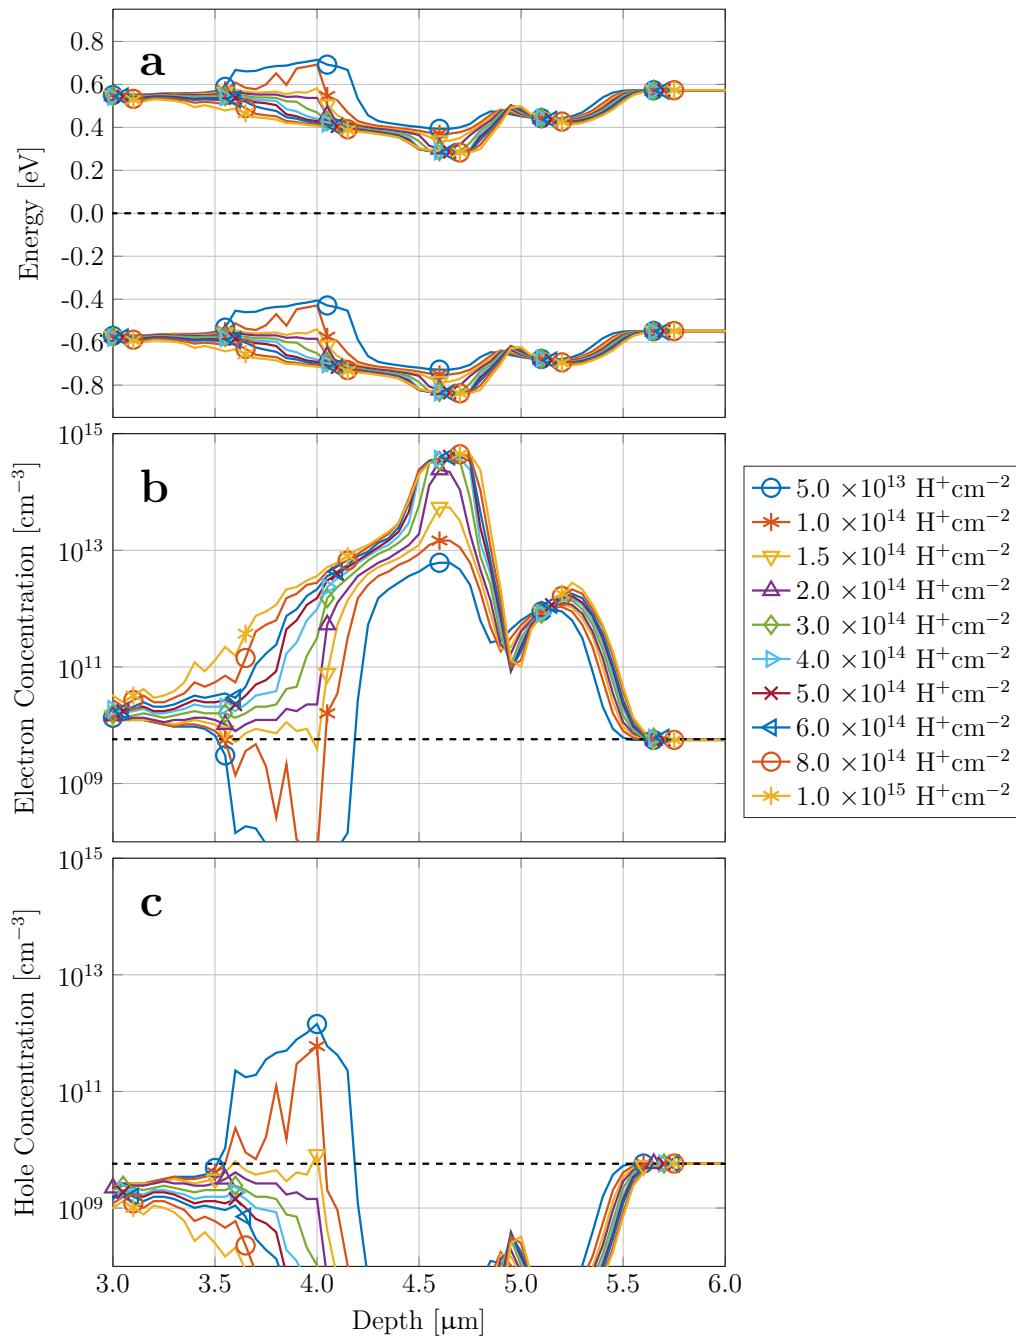 a
0.8
0.6
0.4
0.2
0.0
-0.2
-0.4
-0.6
-0.8
Energy [eV]
b
10^15
10^13
10^11
10^09
Electron Concentration [cm^−3]
5.0 ×10^13 H^+cm^−2
1.0 ×10^14 H^+cm^−2
1.5 ×10^14 H^+cm^−2
2.0 ×10^14 H^+cm^−2
3.0 ×10^14 H^+cm^−2
4.0 ×10^14 H^+cm^−2
5.0 ×10^14 H^+cm^−2
6.0 ×10^14 H^+cm^−2
8.0 ×10^14 H^+cm^−2
1.0 ×10^15 H^+cm^−2
c
10^15
10^13
10^11
10^09
Hole Concentration [cm^−3]
3.0 3.5 4.0 4.5 5.0 5.5 6.0
Depth [μm]